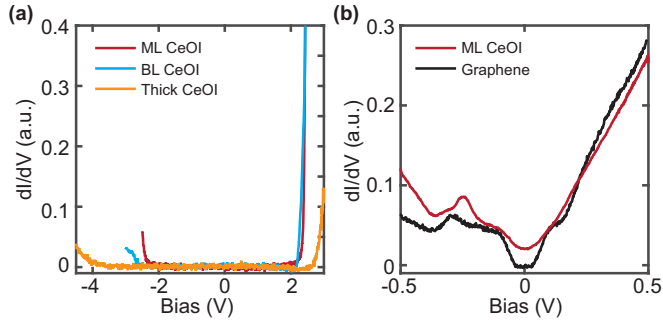 (a)
ML CeOI
BL CeOI
Thick CeOI
dI/dV (a.u.)
0.4
0.3
0.2
0.1
0
-4
-2
0
2
Bias (V)
(b)
ML CeOI
Graphene
dI/dV (a.u.)
0.3
0.2
0.1
0
-0.5
0
0.5
Bias (V)